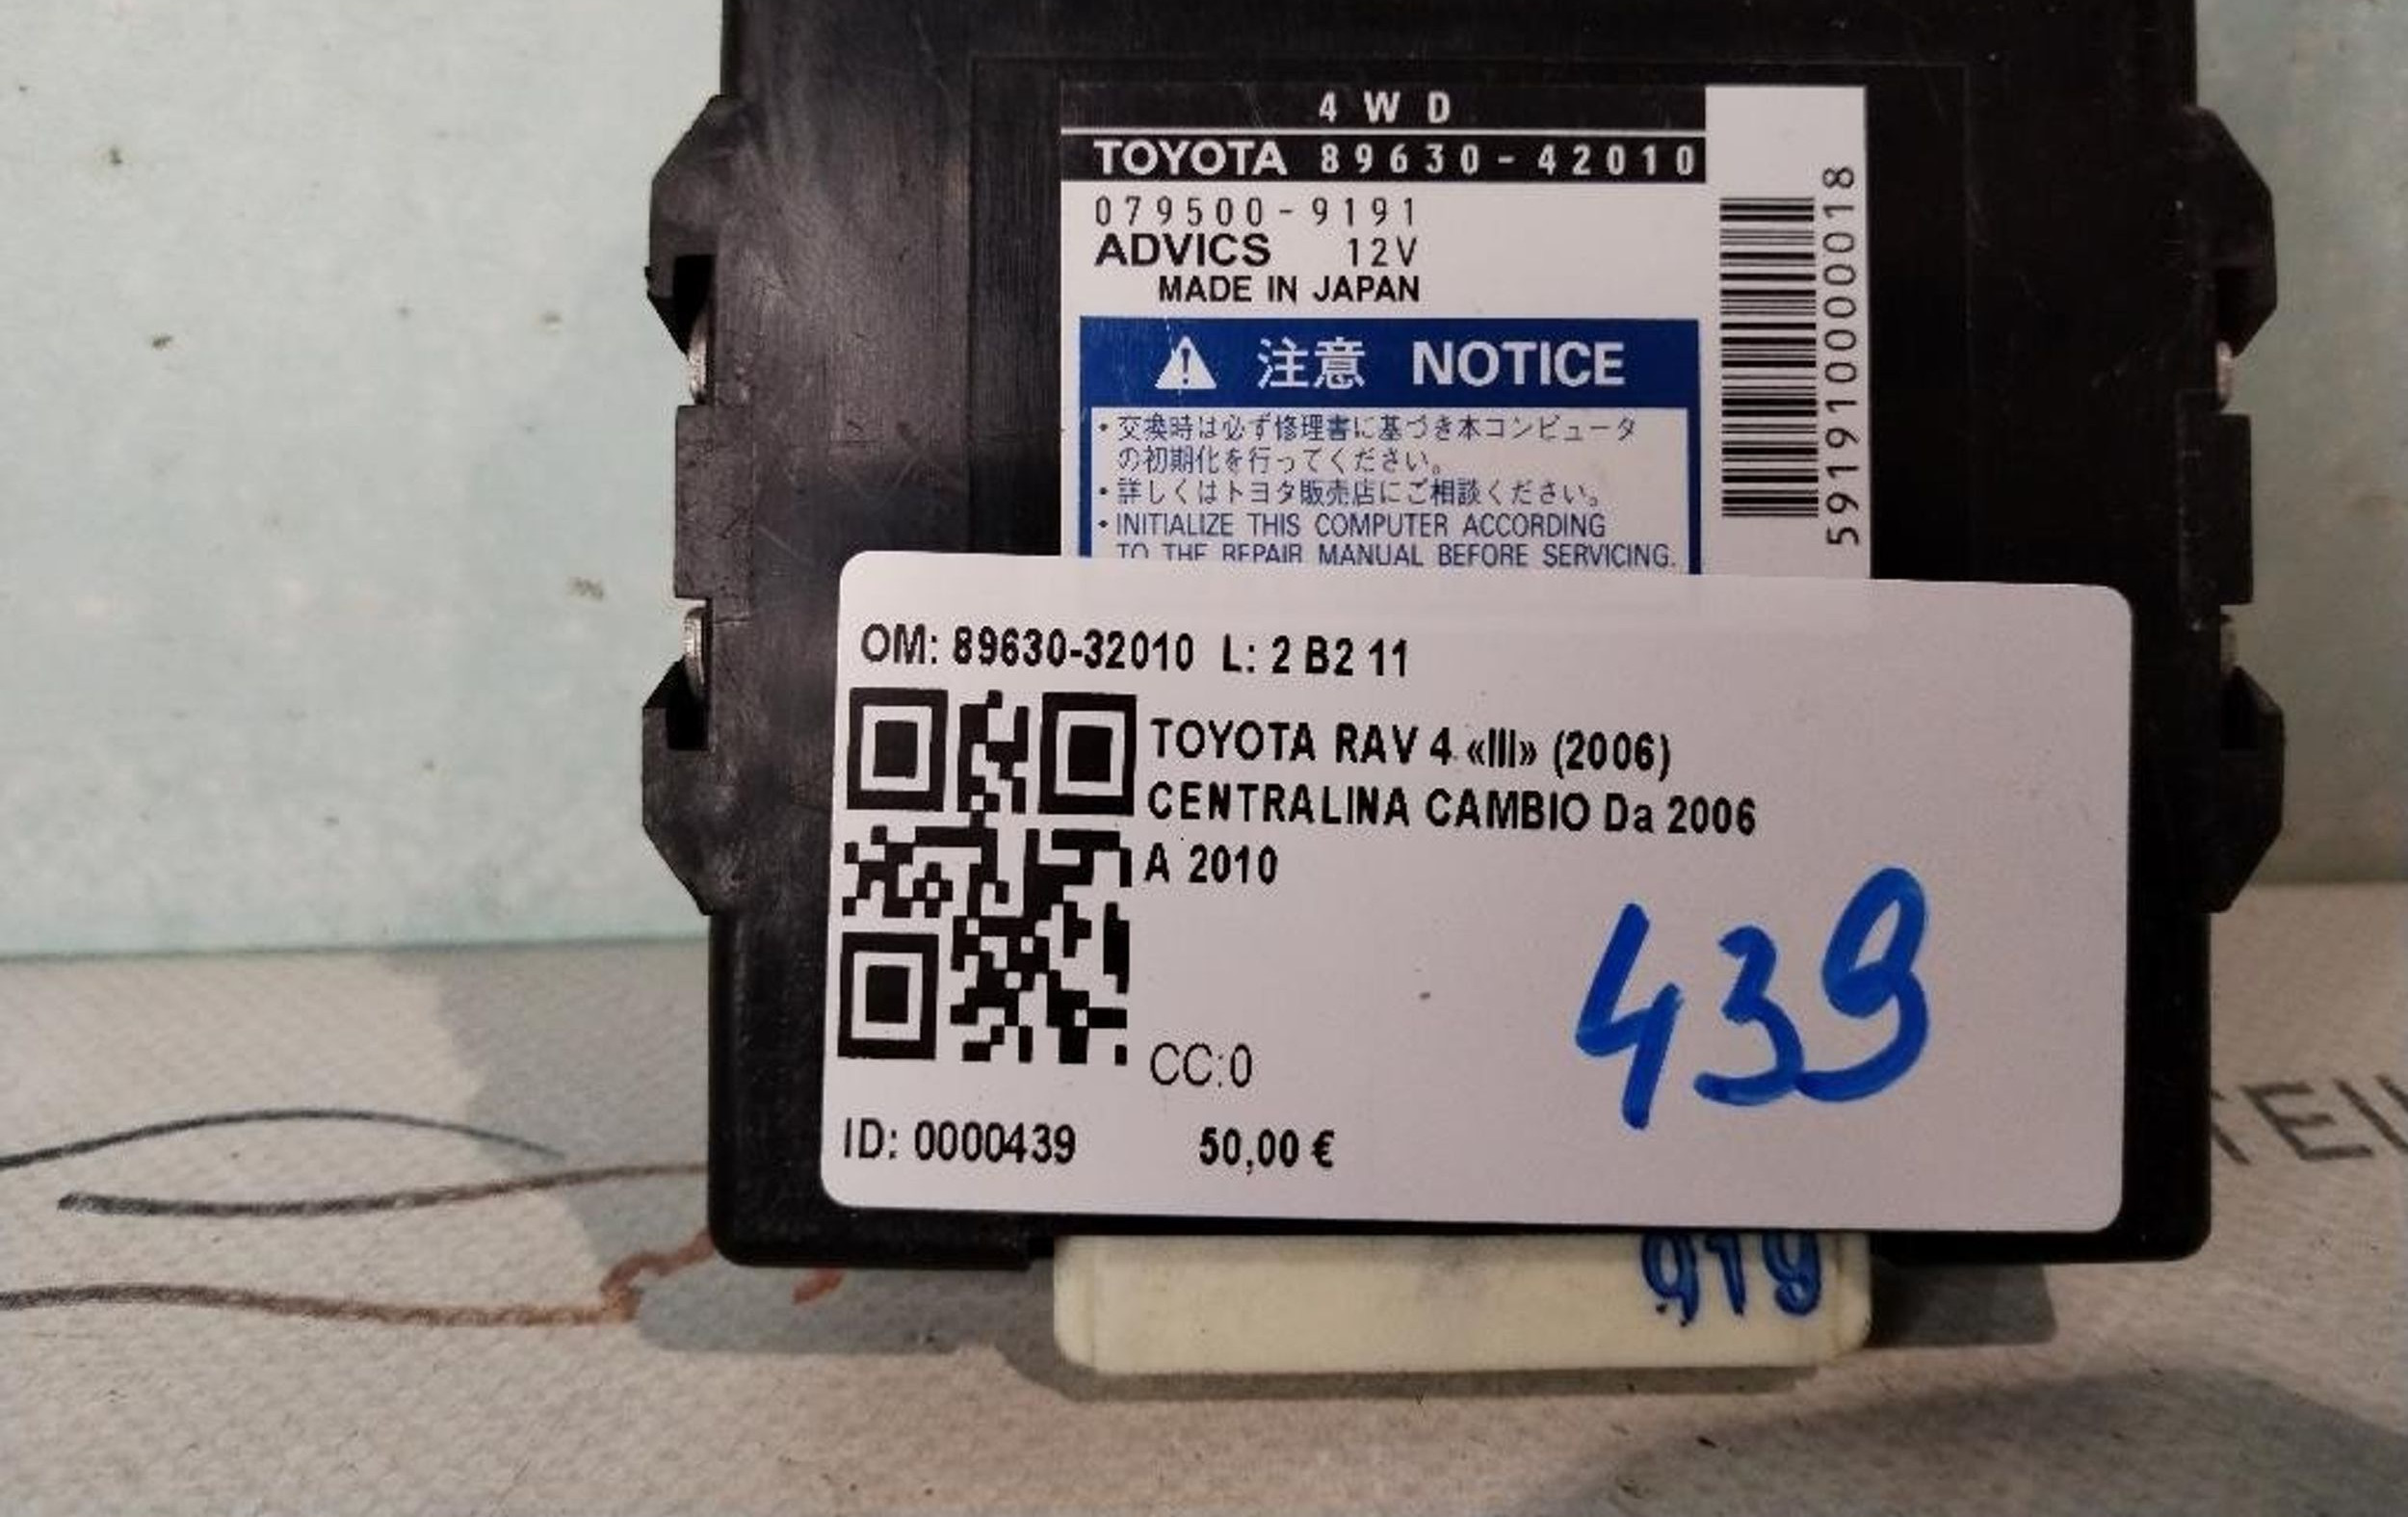 4WD
TOYOTA 89630-42010
079500-9191
ADVICS 12V
MADE IN JAPAN
591910000018
注意 NOTICE
・交換時は必ず修理書に基づき本コンピュータ
の初期化を行ってください。
・詳しくはトヨタ販売店にご相談ください。
・INITIALIZE THIS COMPUTER ACCORDING
TO THE REPAIR MANUAL BEFORE SERVICING.
OM: 89630-32010 L: 2 B2 11
TOYOTA RAV 4 «III» (2006)
CENTRALINA CAMBIO Da 2006
A 2010
439
CC:0
ID: 0000439 50,00 €
919